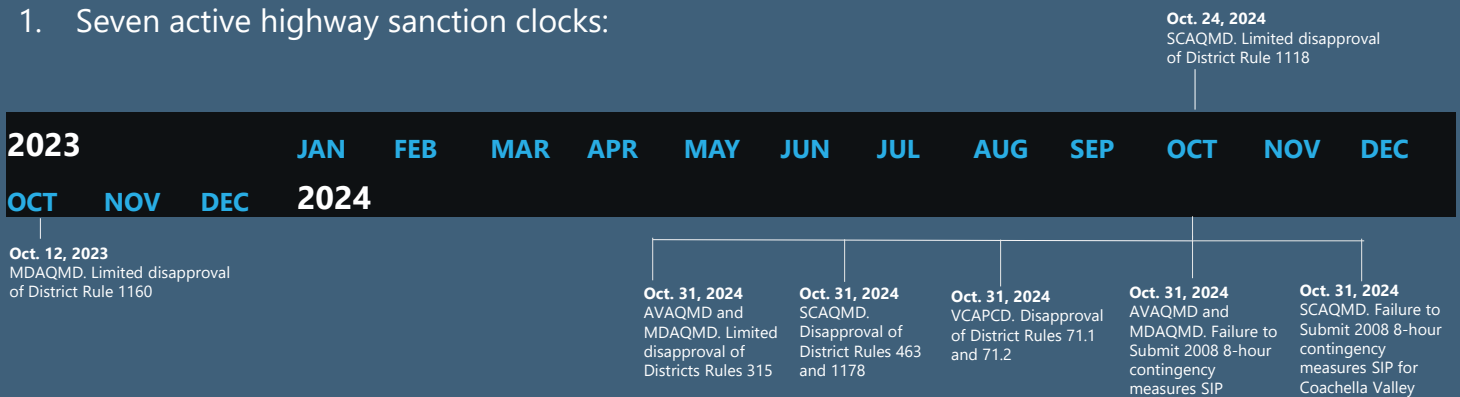 1. Seven active highway sanction clocks:
Oct. 24, 2024
SCAQMD. Limited disapproval
of District Rule 1118
2023
JAN FEB MAR APR MAY JUN JUL AUG SEP OCT NOV DEC
OCT NOV DEC 2024
Oct. 12, 2023
MDAQMD. Limited disapproval
of District Rule 1160
Oct. 31, 2024
AVAQMD and
MDAQMD. Limited
disapproval of
Districts Rules 315
Oct. 31, 2024
SCAQMD.
Disapproval of
District Rules 463
and 1178
Oct. 31, 2024
VCAPCD. Disapproval
of District Rules 71.1
and 71.2
Oct. 31, 2024
AVAQMD and
MDAQMD. Failure to
Submit 2008 8-hour
contingency
measures SIP
Oct. 31, 2024
SCAQMD. Failure to
Submit 2008 8-hour
contingency
measures SIP for
Coachella Valley